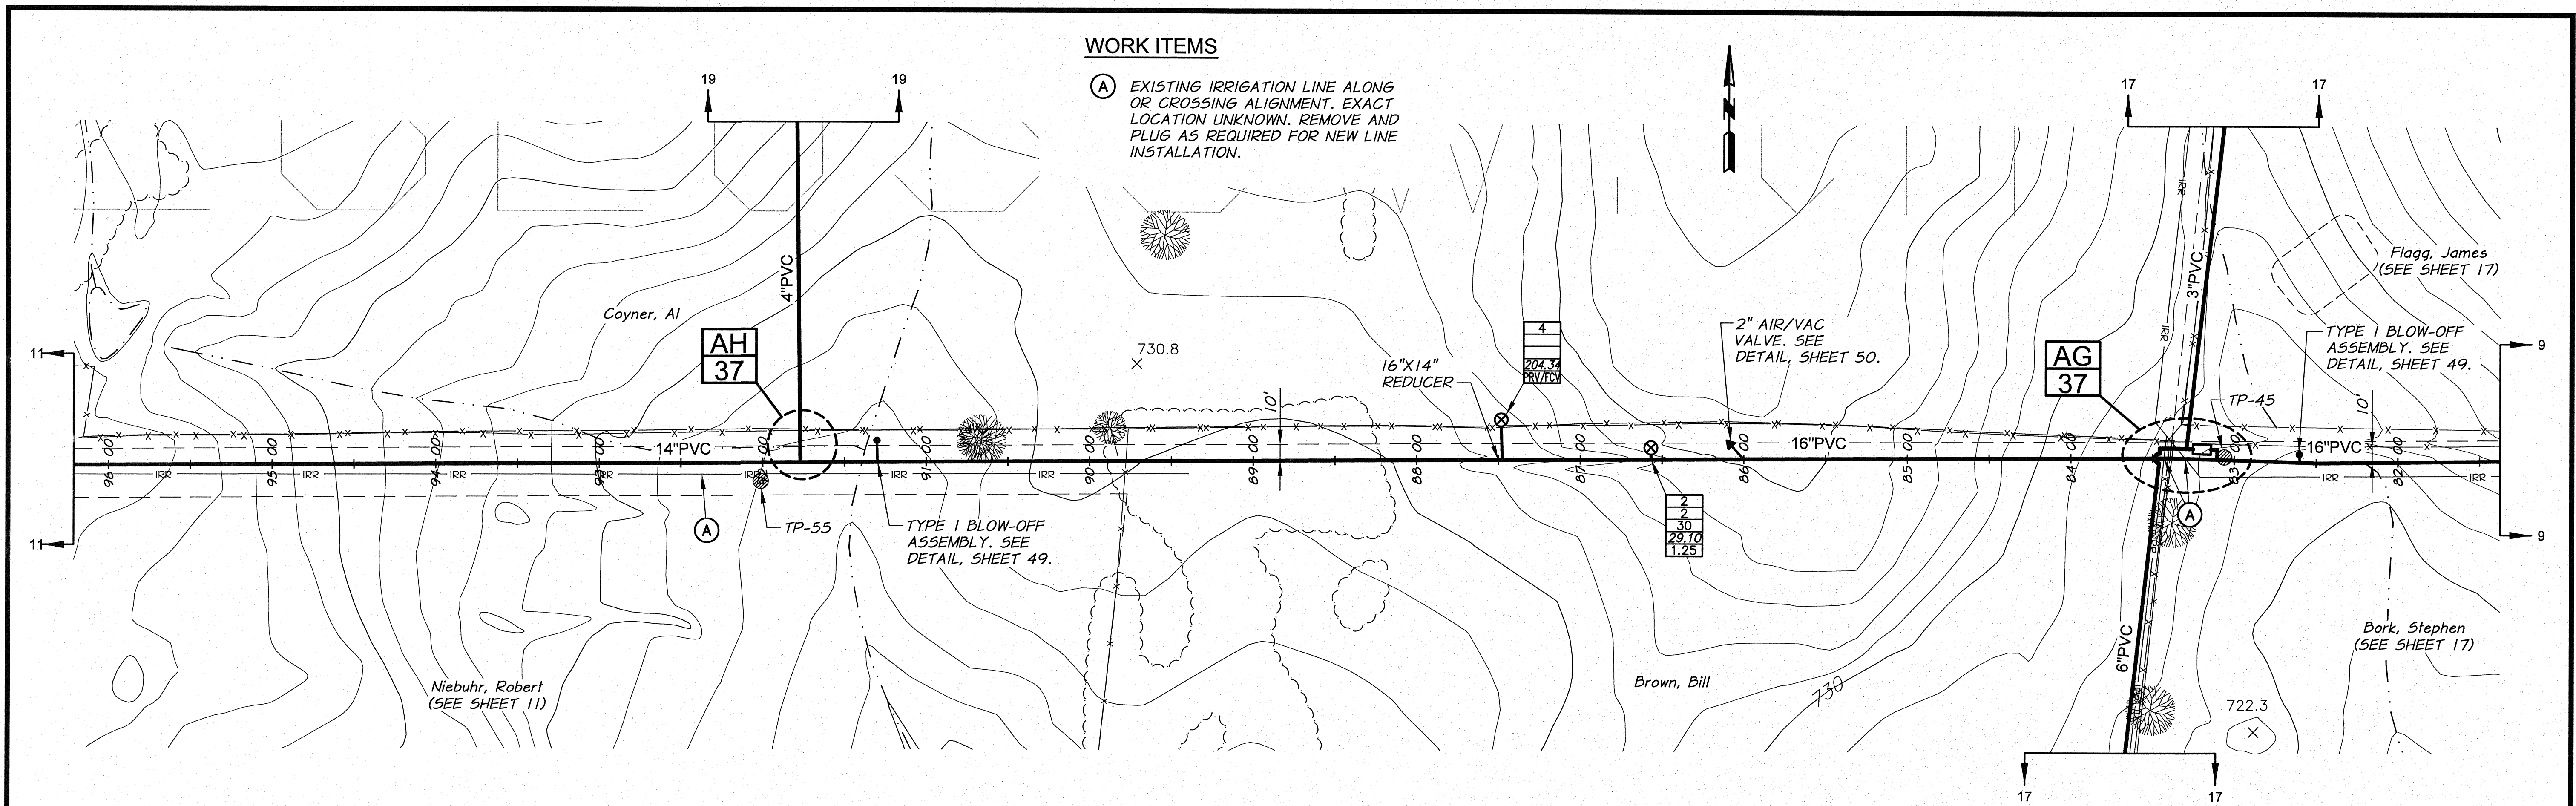 WORK ITEMS
A EXISTING IRRIGATION LINE ALONG
OR CROSSING ALIGNMENT. EXACT
LOCATION UNKNOWN. REMOVE AND
PLUG AS REQUIRED FOR NEW LINE
INSTALLATION.
19 19
17 17
N
4"PVC
Coyner, Al
AH
37
730.8
16"X14"
REDUCER
4
204.34
PRV/FCV
2" AIR/VAC
VALVE. SEE
DETAIL, SHEET 50.
AG
37
IRR
IRR
3"PVC
Flagg, James
(SEE SHEET 17)
TYPE 1 BLOW-OFF
ASSEMBLY. SEE
DETAIL, SHEET 49.
TP-45
11
9
10'
10'
14"PVC
16"PVC
16"PVC
96+00
95+00
94+00
93+00
92+00
91+00
90+00
89+00
88+00
87+00
86+00
85+00
84+00
83+00
82+00
IRR IRR IRR IRR IRR IRR IRR IRR IRR
11
9
A
TP-55
TYPE 1 BLOW-OFF
ASSEMBLY. SEE
DETAIL, SHEET 49.
2
2
30
29.10
1.25
A
6"PVC
Niebuhr, Robert
(SEE SHEET 11)
Brown, Bill
730
Bork, Stephen
(SEE SHEET 17)
722.3
17 17